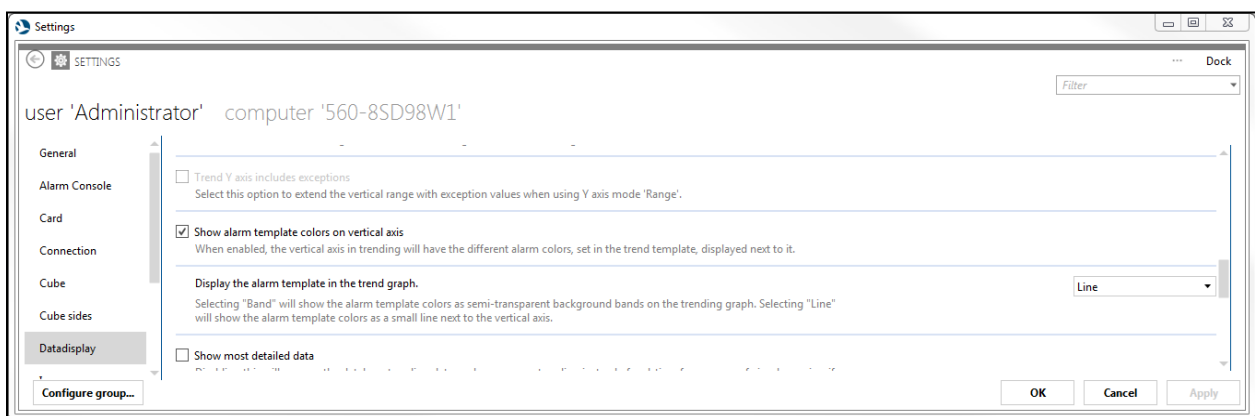 Settings
SETTINGS
... Dock
Filter
user 'Administrator' computer '560-8SD98W1'
General
Alarm Console
Card
Connection
Cube
Cube sides
Datadisplay
Trend Y axis includes exceptions
Select this option to extend the vertical range with exception values when using Y axis mode 'Range'.
Show alarm template colors on vertical axis
When enabled, the vertical axis in trending will have the different alarm colors, set in the trend template, displayed next to it.
Display the alarm template in the trend graph.
Line
Selecting "Band" will show the alarm template colors as semi-transparent background bands on the trending graph. Selecting "Line"
will show the alarm template colors as a small line next to the vertical axis.
Show most detailed data
Configure group...
OK Cancel Apply